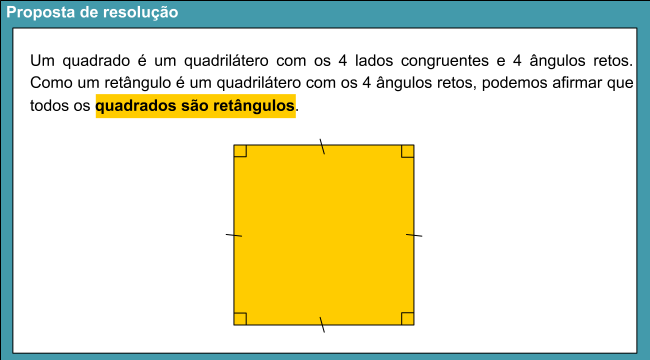 Proposta de resolução
Um quadrado é um quadrilátero com os 4 lados congruentes e 4 ângulos retos.
Como um retângulo é um quadrilátero com os 4 ângulos retos, podemos afirmar que
todos os quadrados são retângulos.